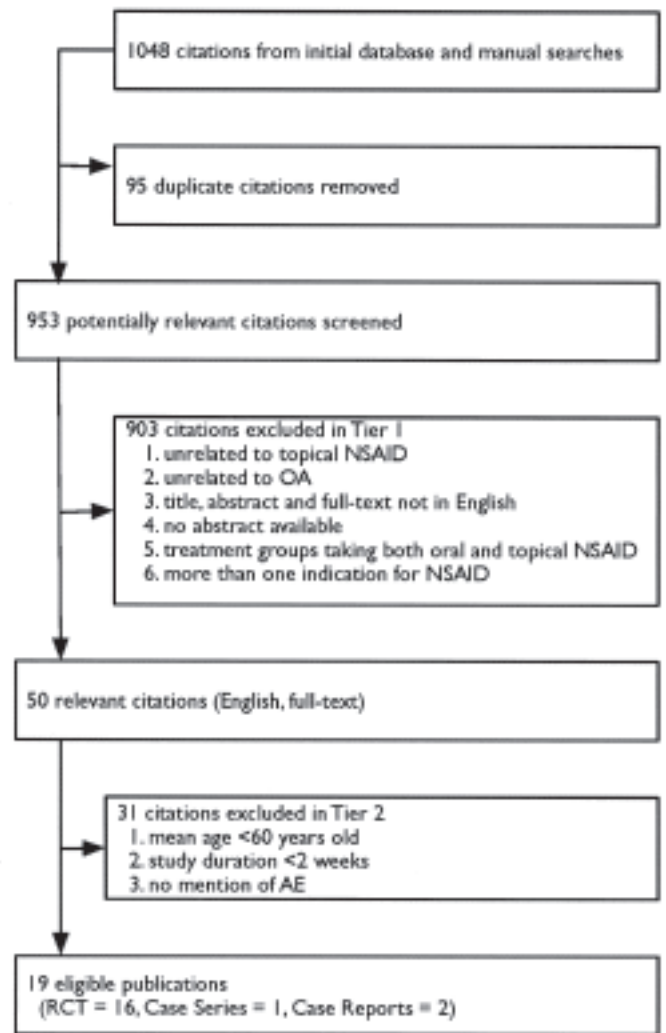 1048 citations from initial database and manual searches
95 duplicate citations removed
953 potentially relevant citations screened
903 citations excluded in Tier 1
1. unrelated to topical NSAID
2. unrelated to OA
3. title, abstract and full-text not in English
4. no abstract available
5. treatment groups taking both oral and topical NSAID
6. more than one indication for NSAID
50 relevant citations (English, full-text)
31 citations excluded in Tier 2
1. mean age <60 years old
2. study duration <2 weeks
3. no mention of AE
19 eligible publications
(RCT = 16, Case Series = 1, Case Reports = 2)